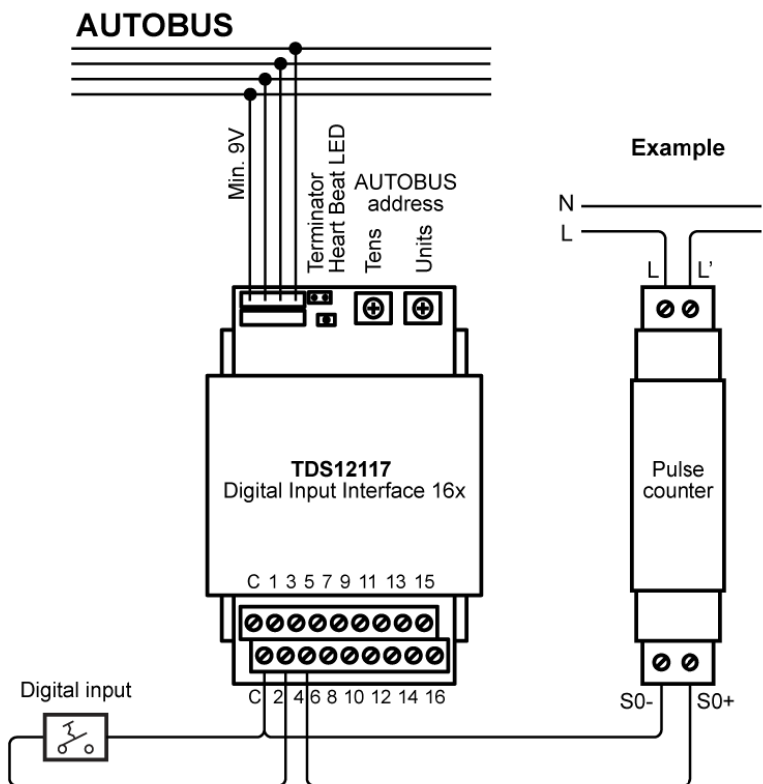 AUTOBUS
Min. 9V
Terminator
Heart Beat LED
AUTOBUS
address
Tens
Units
Example
N
L
L L’
TDS12117
Digital Input Interface 16x
Pulse
counter
C 1 3 5 7 9 11 13 15
C 2 4 6 8 10 12 14 16
Digital input
S0- S0+